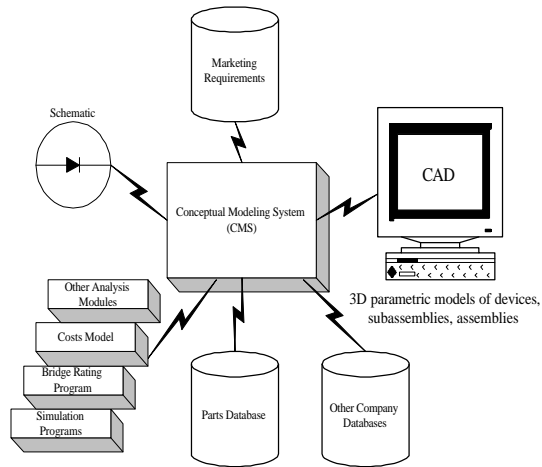 Marketing
Requirements
Schematic
CAD
Conceptual Modeling System
(CMS)
Other Analysis
Modules
3D parametric models of devices,
subassemblies, assemblies
Costs Model
Bridge Rating
Program
Simulation
Programs
Parts Database
Other Company
Databases